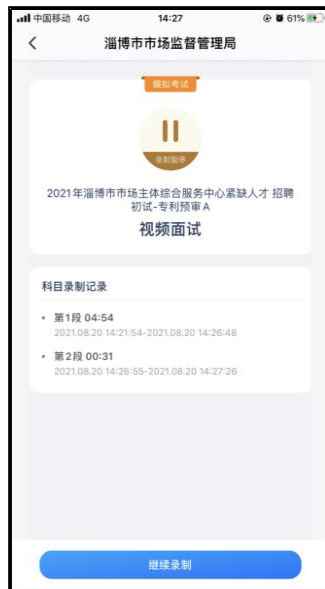 中国移动 4G 14:27 61%
淄博市市场监督管理局
模拟考试
录制暂停
2021年淄博市市场主体综合服务中心紧缺人才 招聘
初试-专利预审 A
视频面试
科目录制记录
• 第1段 04:54
2021.08.20 14:21:54-2021.08.20 14:26:48
• 第2段 00:31
2021.08.20 14:26:55-2021.08.20 14:27:26
继续录制